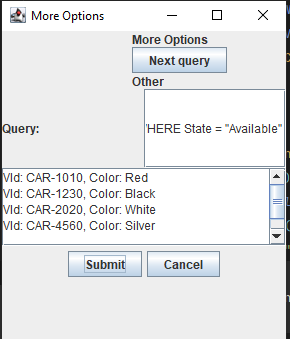 More Options
More Options
Next query
Other
Query:
HERE State = "Available"
VId: CAR-1010, Color: Red
VId: CAR-1230, Color: Black
VId: CAR-2020, Color: White
VId: CAR-4560, Color: Silver
Submit
Cancel